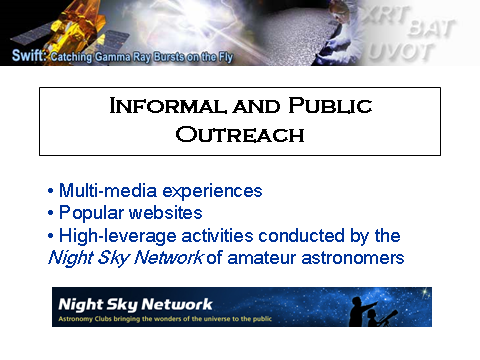 XRT
BAT
UVOT
Swift: Catching Gamma Ray Bursts on the Fly
Informal and Public
Outreach
• Multi-media experiences
• Popular websites
• High-leverage activities conducted by the
Night Sky Network of amateur astronomers
Night Sky Network
Astronomy Clubs bringing the wonders of the universe to the public